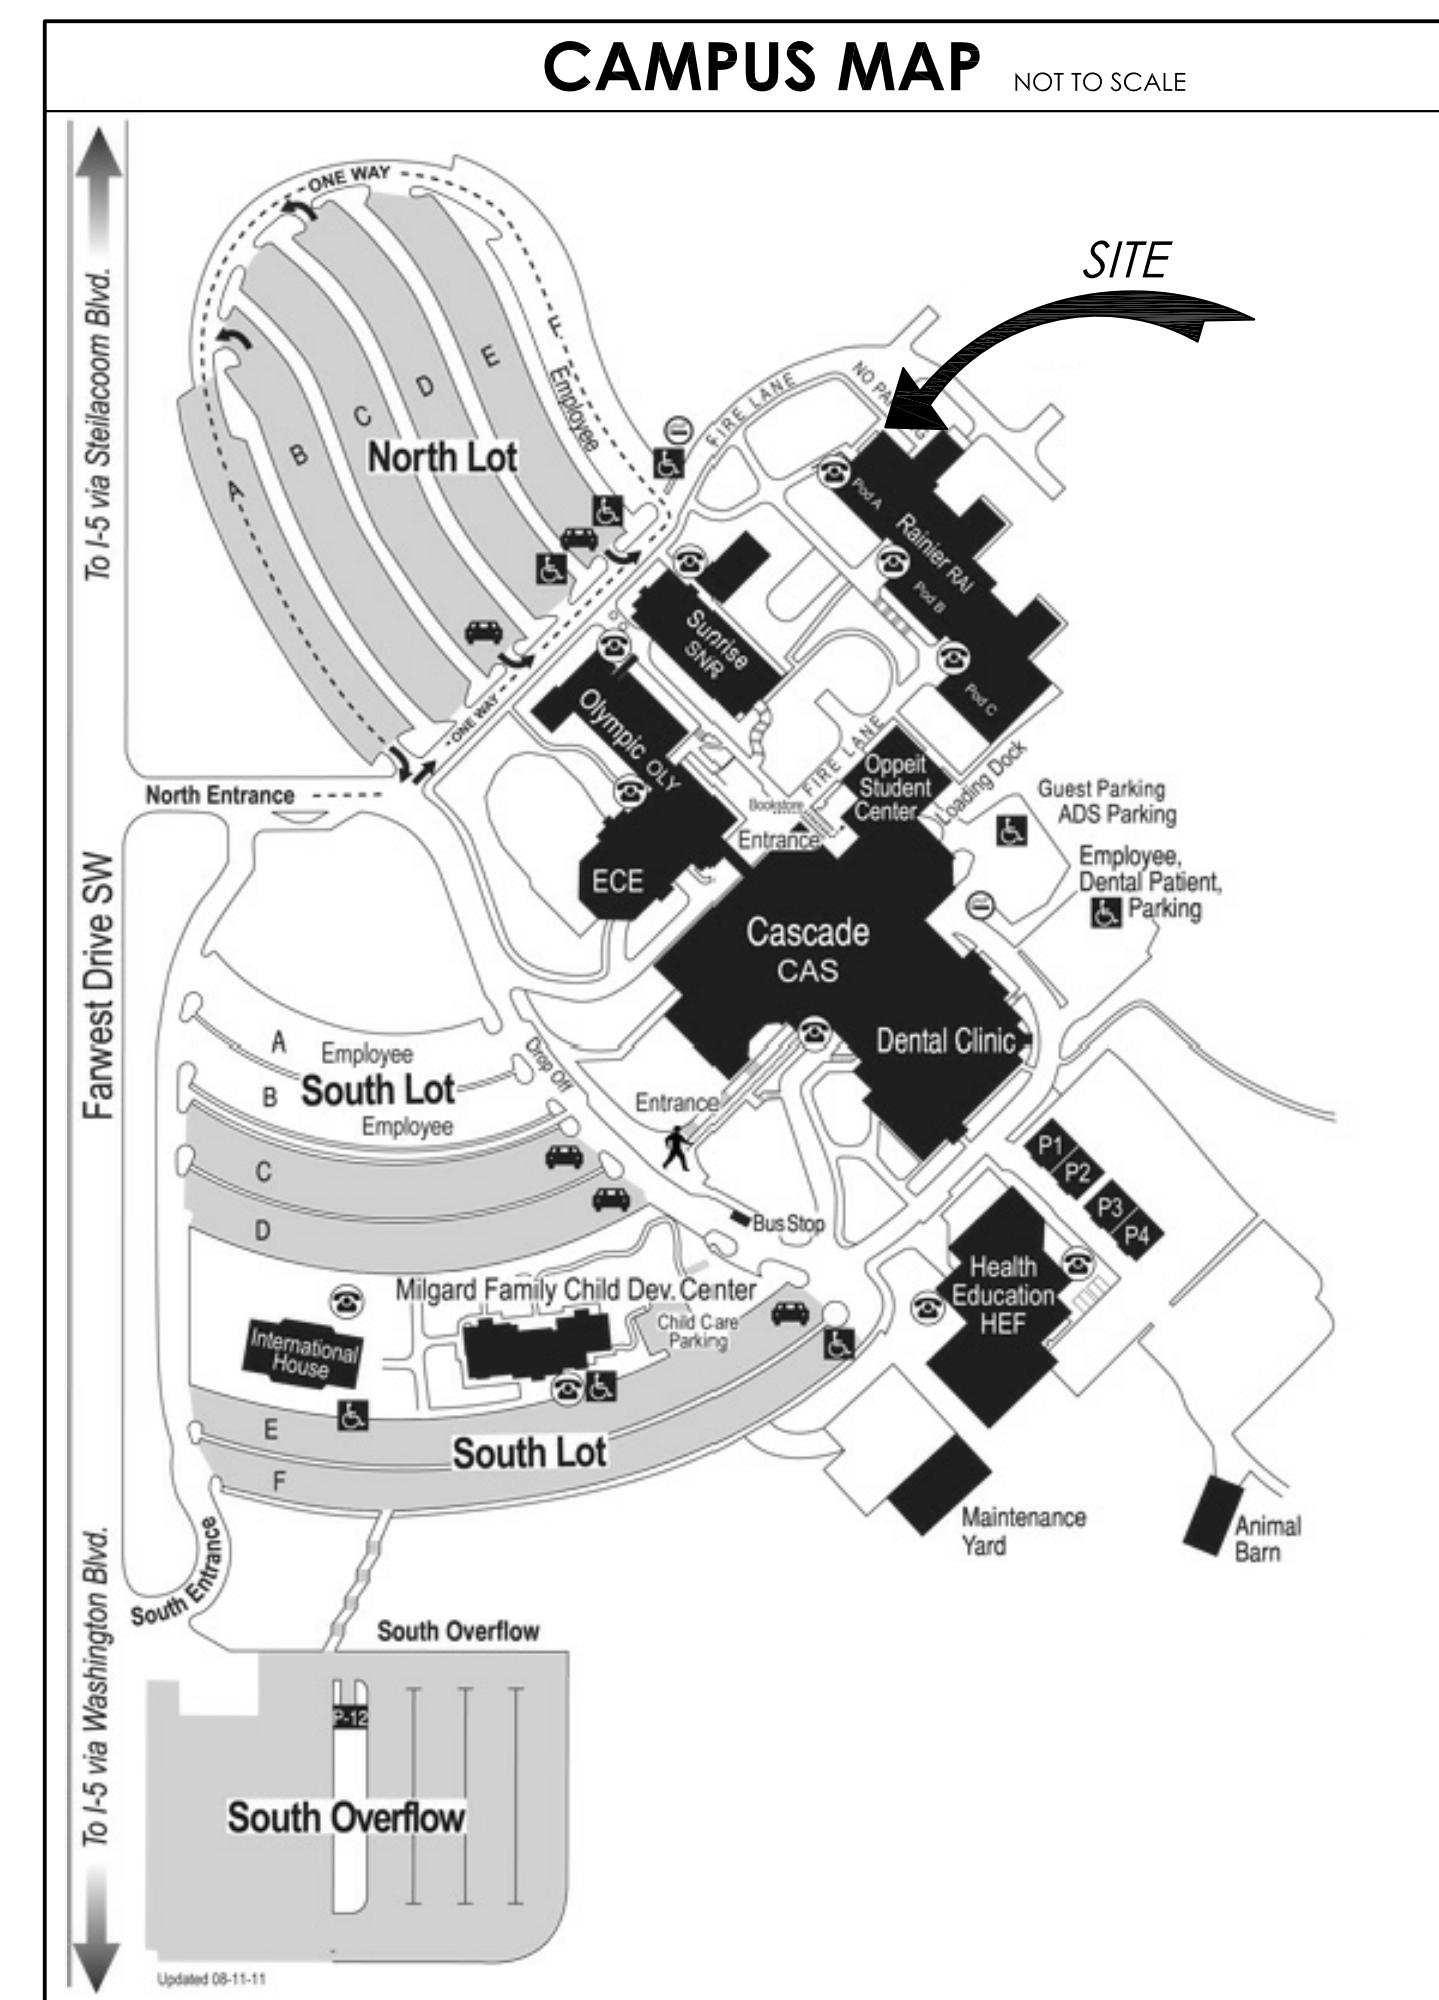 CAMPUS MAP NOT TO SCALE
ONE WAY
SITE
To I-5 via Steilacoom Blvd.
A
B
C
D
E
F
Employee
North Lot
FIRE LANE
NO PARKING
Pod A
Rainier RAI
Pod B
Pod C
Sunrise
SNR
Olympic OLY
ONE WAY
North Entrance
FIRE LANE
Oppeit
Student
Center
Loading Dock
Bookstore
Entrance
Guest Parking
ADS Parking
Employee,
Dental Patient,
Parking
ECE
Cascade
CAS
Dental Clinic
Farwest Drive SW
A
Employee
South Lot
B
Employee
C
D
Drop Off
Entrance
Bus Stop
P1
P2
P3
P4
Health
Education
HEF
Milgard Family Child Dev. Center
Child Care
Parking
International
House
E
South Lot
F
Maintenance
Yard
Animal
Barn
To I-5 via Washington Blvd.
South Entrance
South Overflow
P-12
South Overflow
Updated 08-11-11